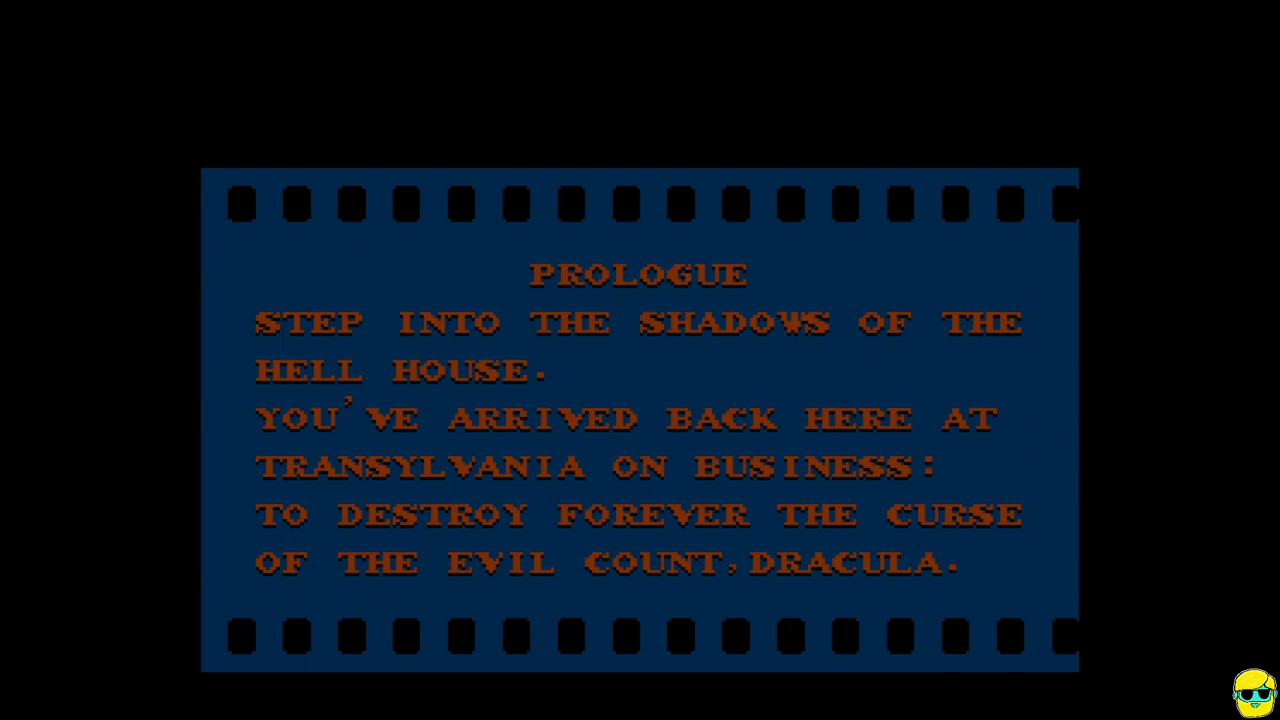 PROLOGUE
STEP INTO THE SHADOWS OF THE
HELL HOUSE.
YOU'VE ARRIVED BACK HERE AT
TRANSYLVANIA ON BUSINESS:
TO DESTROY FOREVER THE CURSE
OF THE EVIL COUNT,DRACULA.